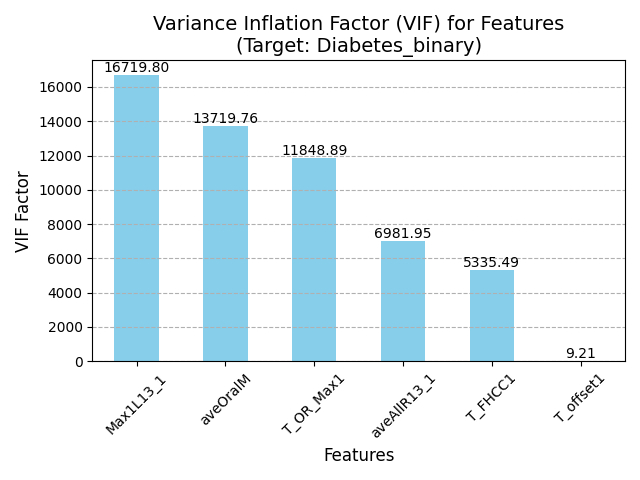 Variance Inflation Factor (VIF) for Features
(Target: Diabetes_binary)
16719.80
13719.76
11848.89
6981.95
5335.49
9.21
16000
14000
12000
10000
8000
6000
4000
2000
0
VIF Factor
Max1L13_1
aveOralM
T_OR_Max1
aveAllR13_1
T_FHCC1
T_offset1
Features